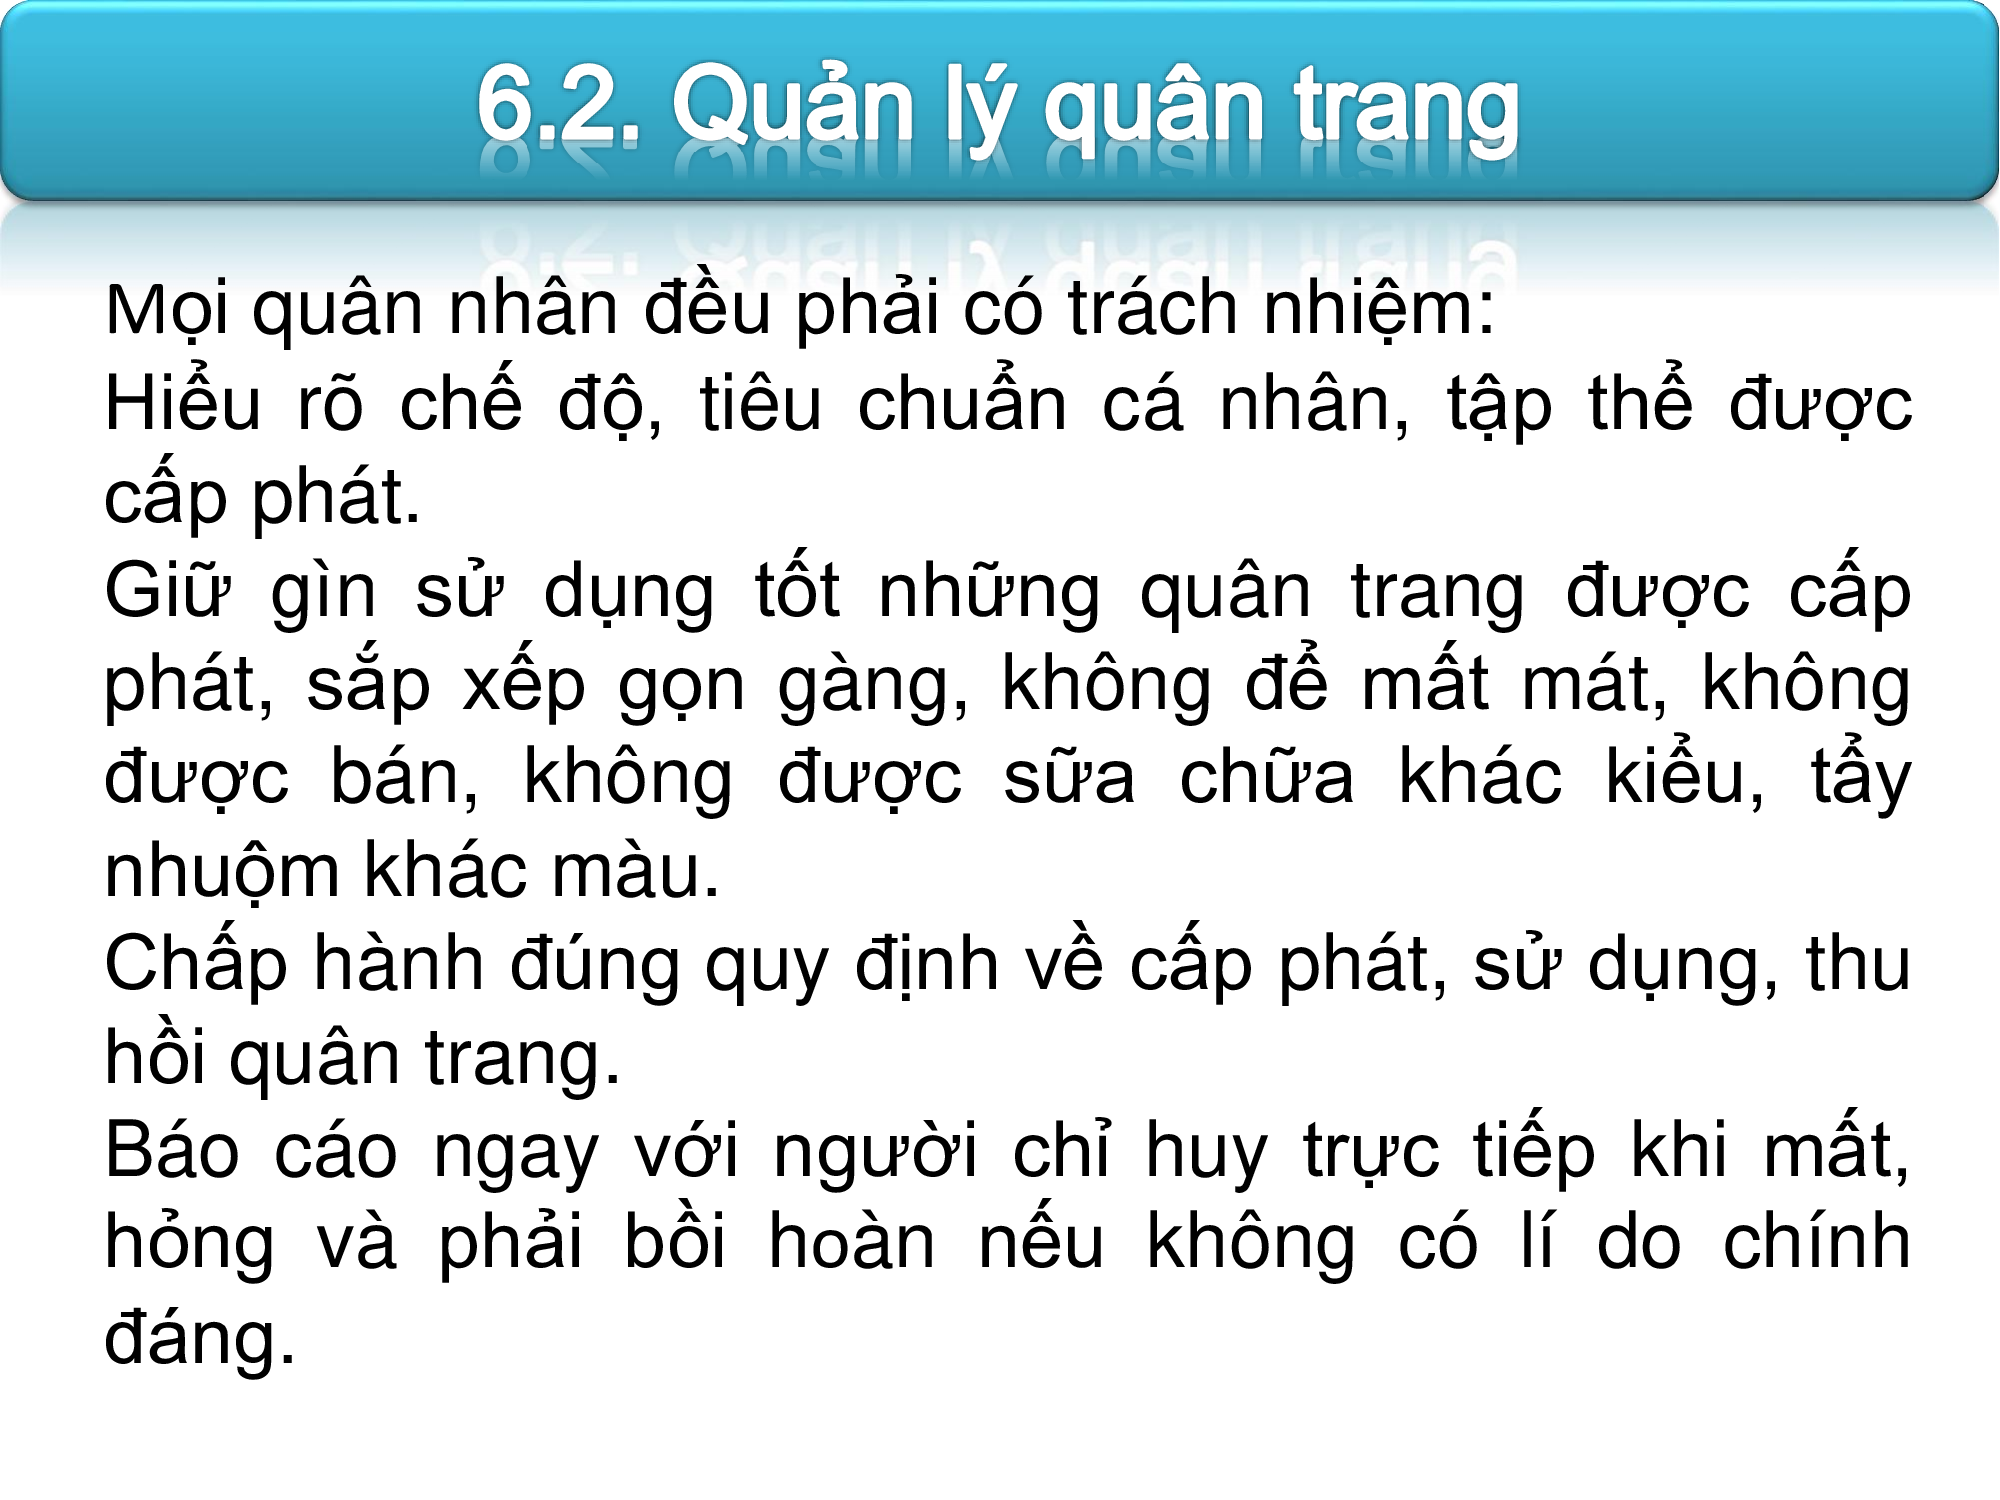 6.2. Quản lý quân trang
Mọi quân nhân đều phải có trách nhiệm:
Hiểu rõ chế độ, tiêu chuẩn cá nhân, tập thể được
cấp phát.
Giữ gìn sử dụng tốt những quân trang được cấp
phát, sắp xếp gọn gàng, không để mất mát, không
được bán, không được sữa chữa khác kiểu, tẩy
nhuộm khác màu.
Chấp hành đúng quy định về cấp phát, sử dụng, thu
hồi quân trang.
Báo cáo ngay với người chỉ huy trực tiếp khi mất,
hỏng và phải bồi hoàn nếu không có lí do chính
đáng.